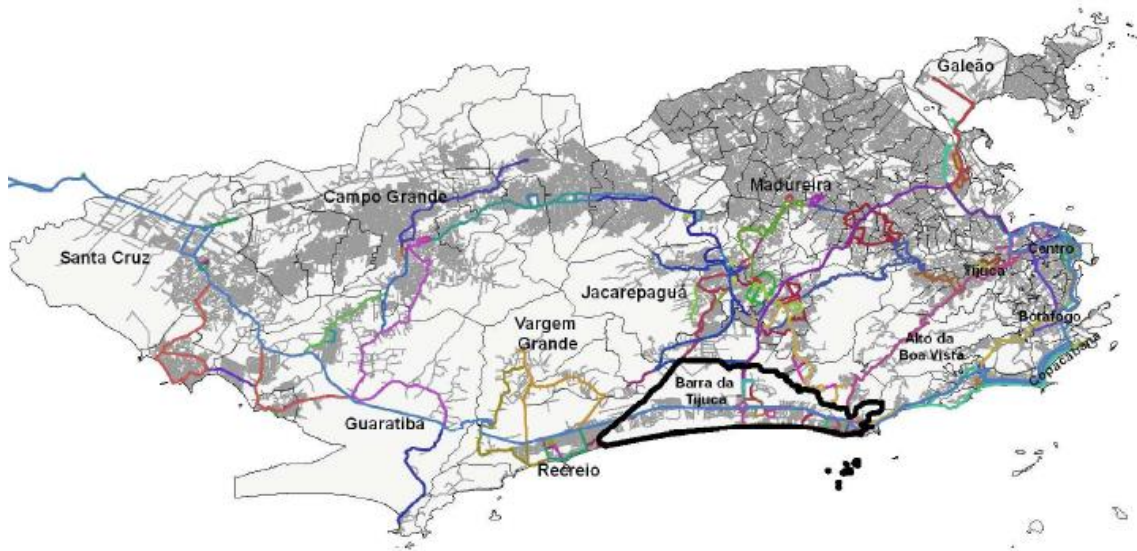 Galeão
Madureira
Campo Grande
Centro
Santa Cruz
Tijuca
Jacarepaguá
Botafogo
Vargem
Grande
Alto da
Boa Vista
Copacabana
Barra da
Tijuca
Guaratiba
Recreio